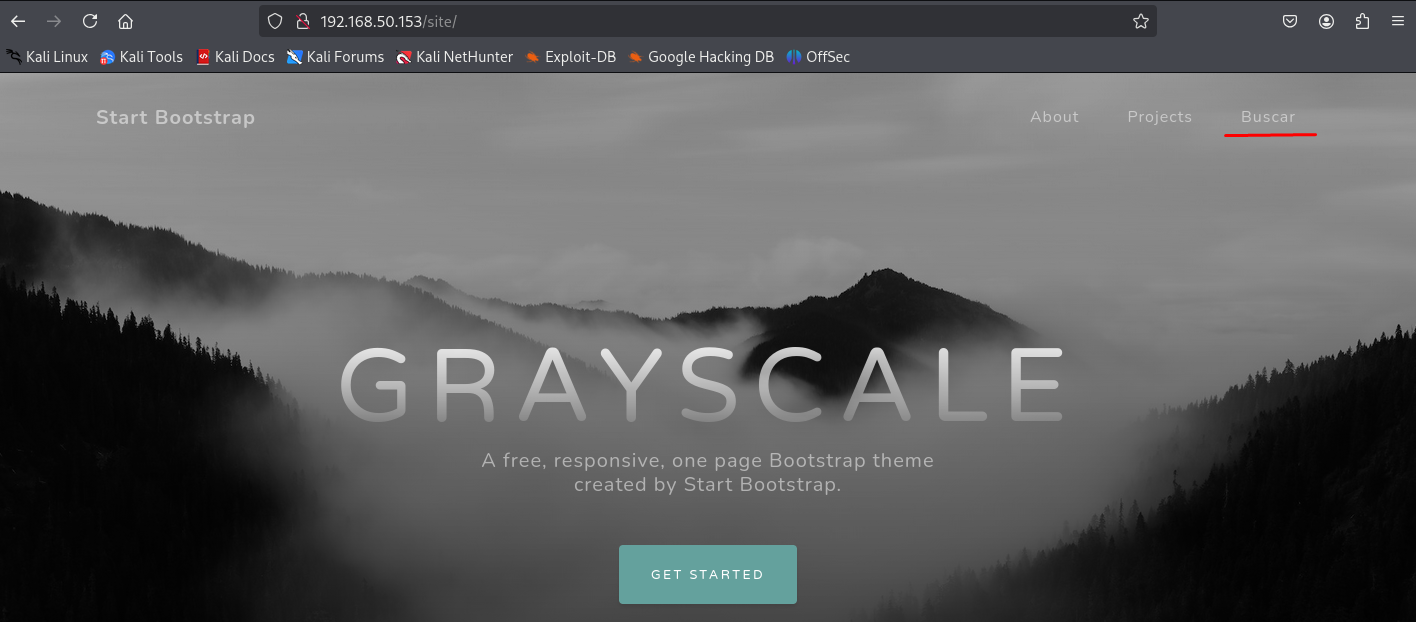 192.168.50.153/site/
Kali Linux Kali Tools Kali Docs Kali Forums Kali NetHunter Exploit-DB Google Hacking DB OffSec
Start Bootstrap About Projects Buscar
GRAYSCALE
A free, responsive, one page Bootstrap theme
created by Start Bootstrap.
GET STARTED